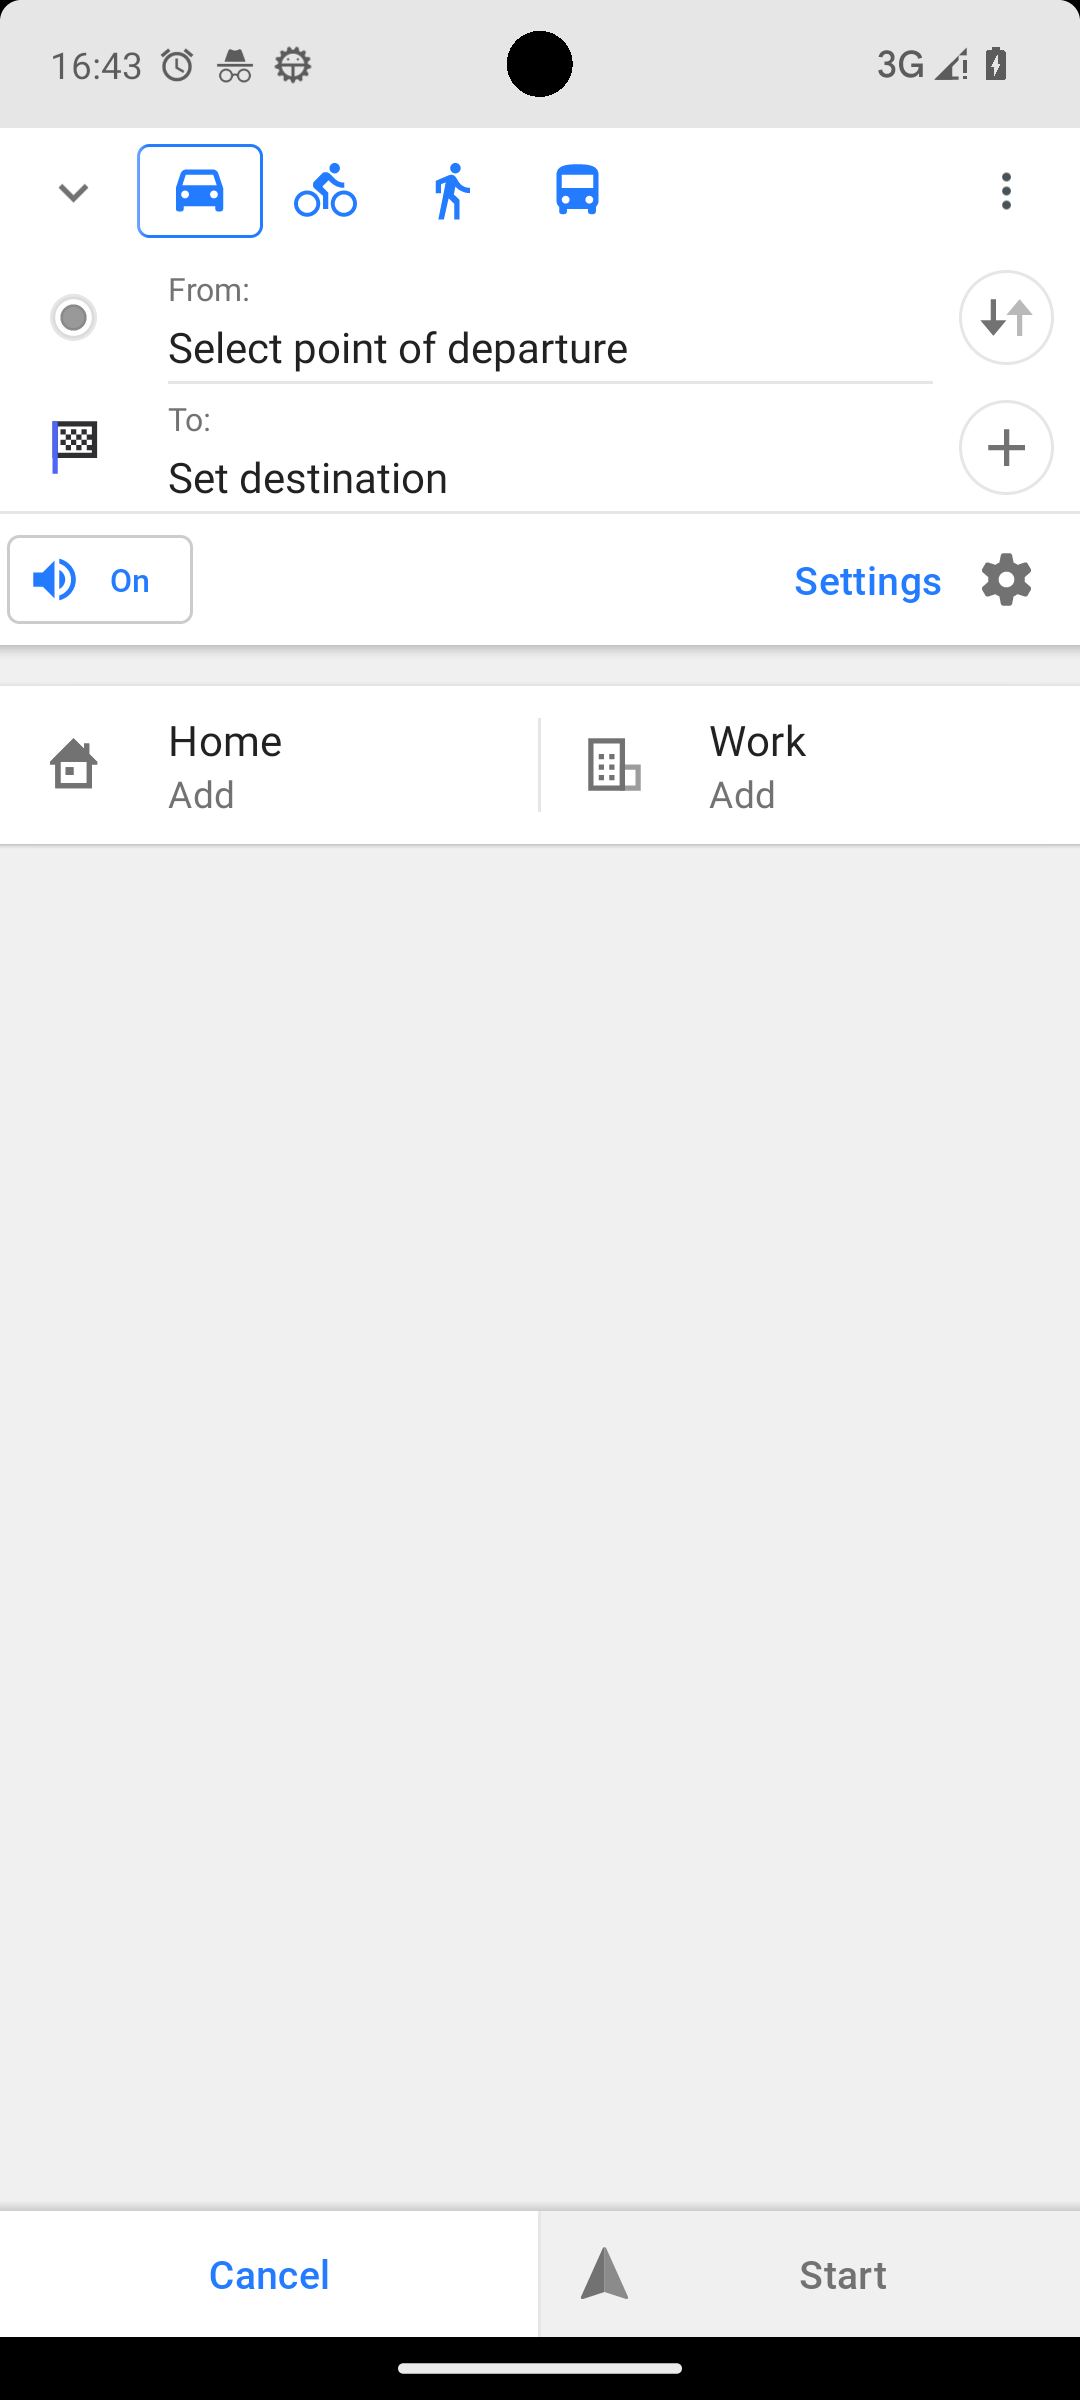 16:43
3G
From:
Select point of departure
To:
Set destination
On
Settings
Home
Add
Work
Add
Cancel
Start